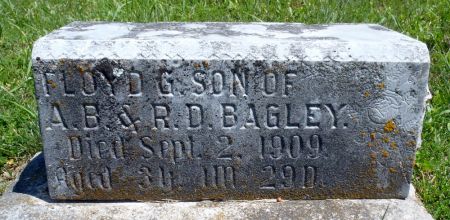 FLOYD G. SON OF
A.B. & R.D. BAGLEY.
Died Sept. 2, 1909.
Aged 3Y. 1M. 29D.